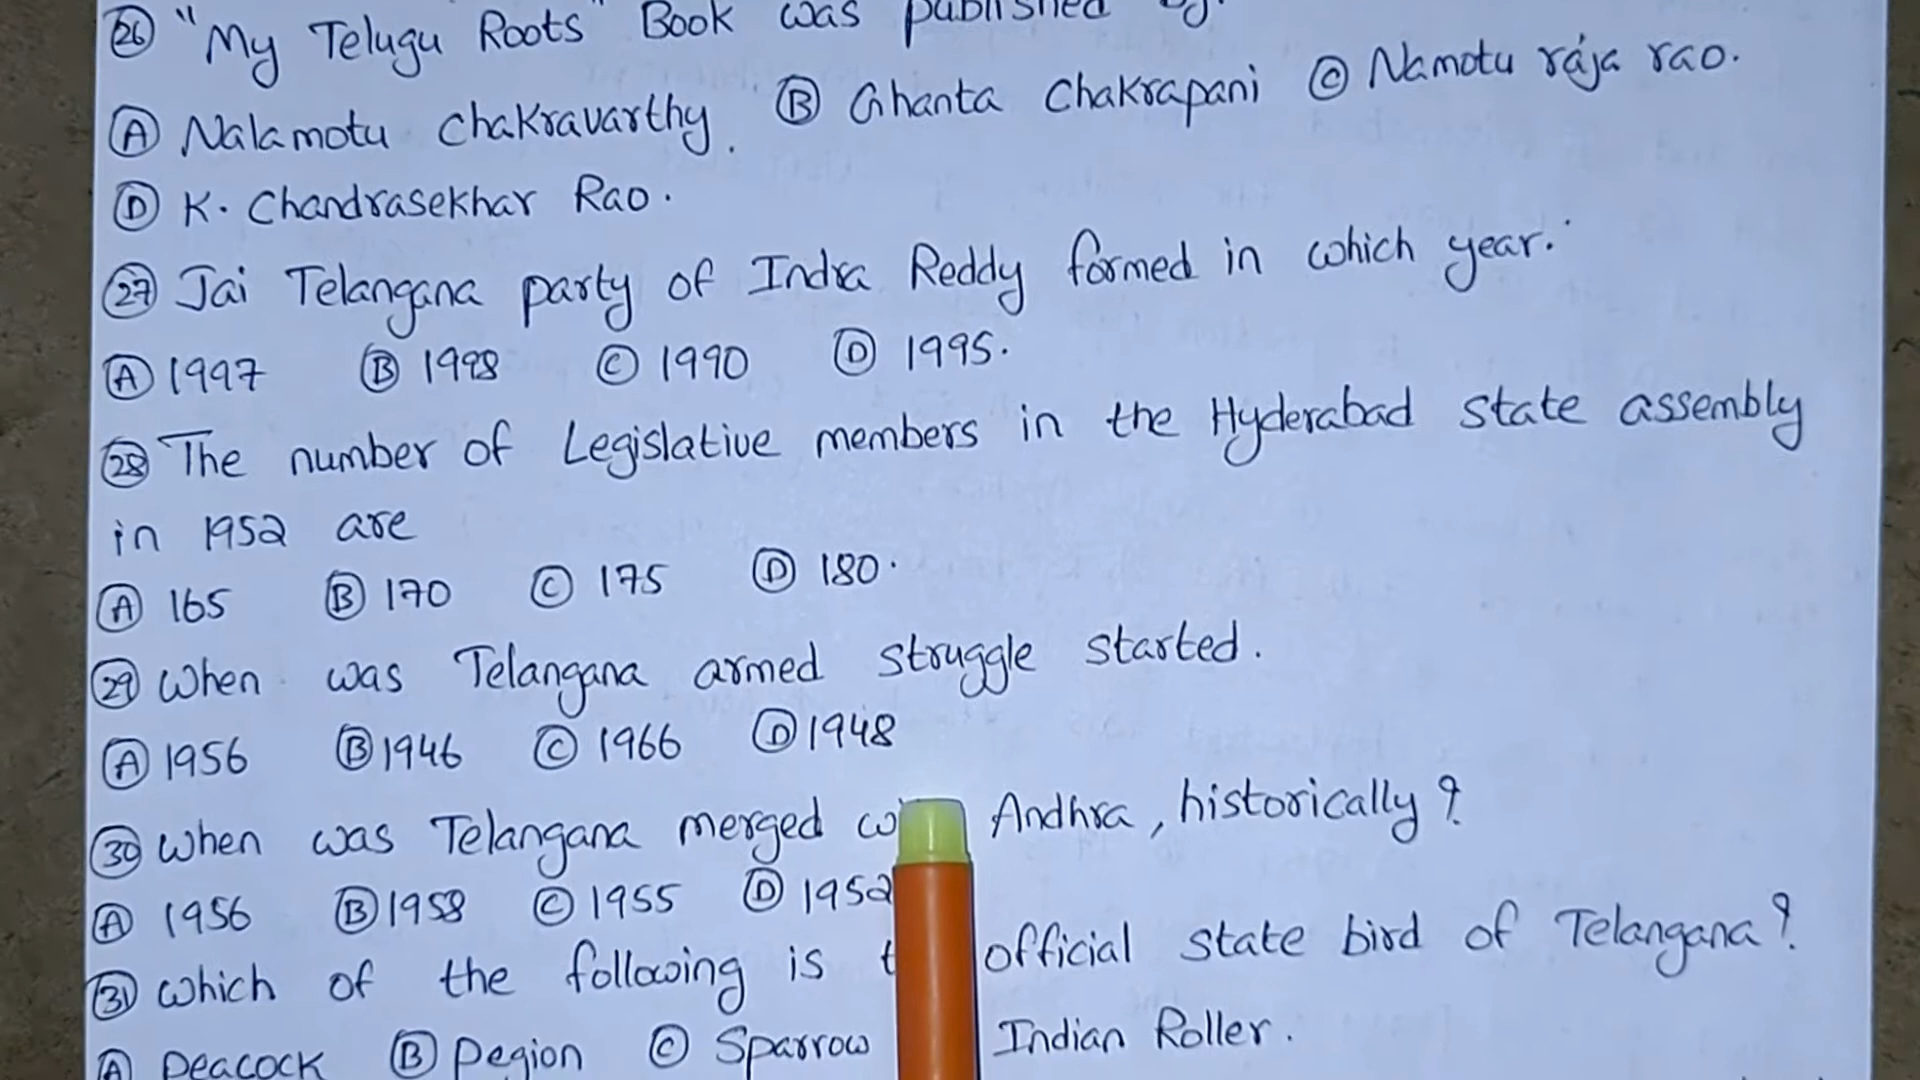 26 "My Telugu Roots" Book was published by.
A Nalamotu Chakravarthy. B Ghanta Chakrapani C Namotu raja rao.
D K. Chandrasekhar Rao.
27 Jai Telangana party of Indra Reddy formed in which year.
A 1997 B 1998 C 1990 D 1995.
28 The number of Legislative members in the Hyderabad state assembly
in 1952 are
A 165 B 170 C 175 D 180.
29 When was Telangana armed struggle started.
A 1956 B 1946 C 1966 D 1948
30 When was Telangana merged Andhra, historically?
A 1956 B 1958 C 1955 D 1952
31 Which of the following is official state bird of Telangana?
A Peacock B Pegion C Sparrow Indian Roller.